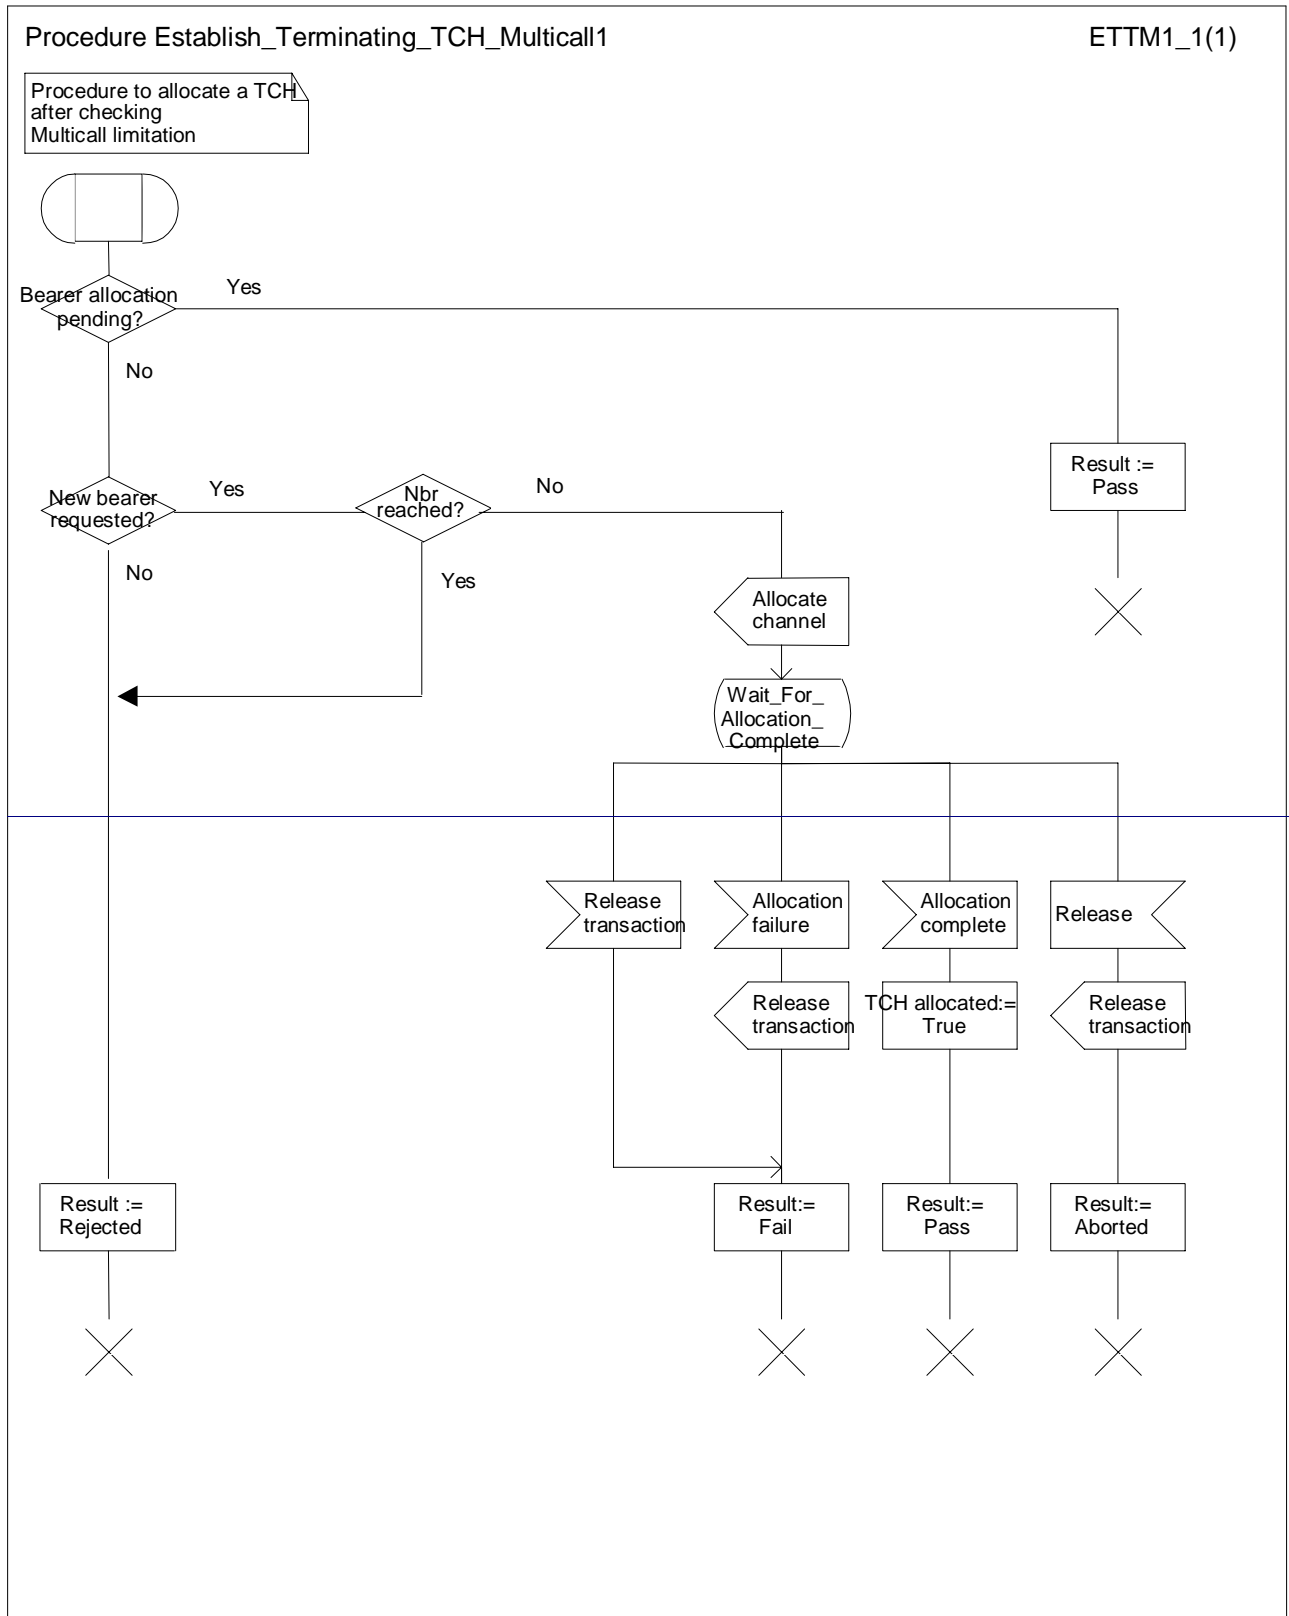 Procedure Establish_Terminating_TCH_Multicall1
ETTM1_1(1)
Procedure to allocate a TCH
after checking
Multicall limitation
Bearer allocation
pending?
Yes
No
New bearer
requested?
Yes
Nbr
reached?
No
Result :=
Pass
No
Yes
Allocate
channel
Wait_For_
Allocation_
Complete
Release
transaction
Allocation
failure
Allocation
complete
Release
Release
transaction
TCH allocated:=
True
Release
transaction
Result :=
Rejected
Result:=
Fail
Result:=
Pass
Result:=
Aborted